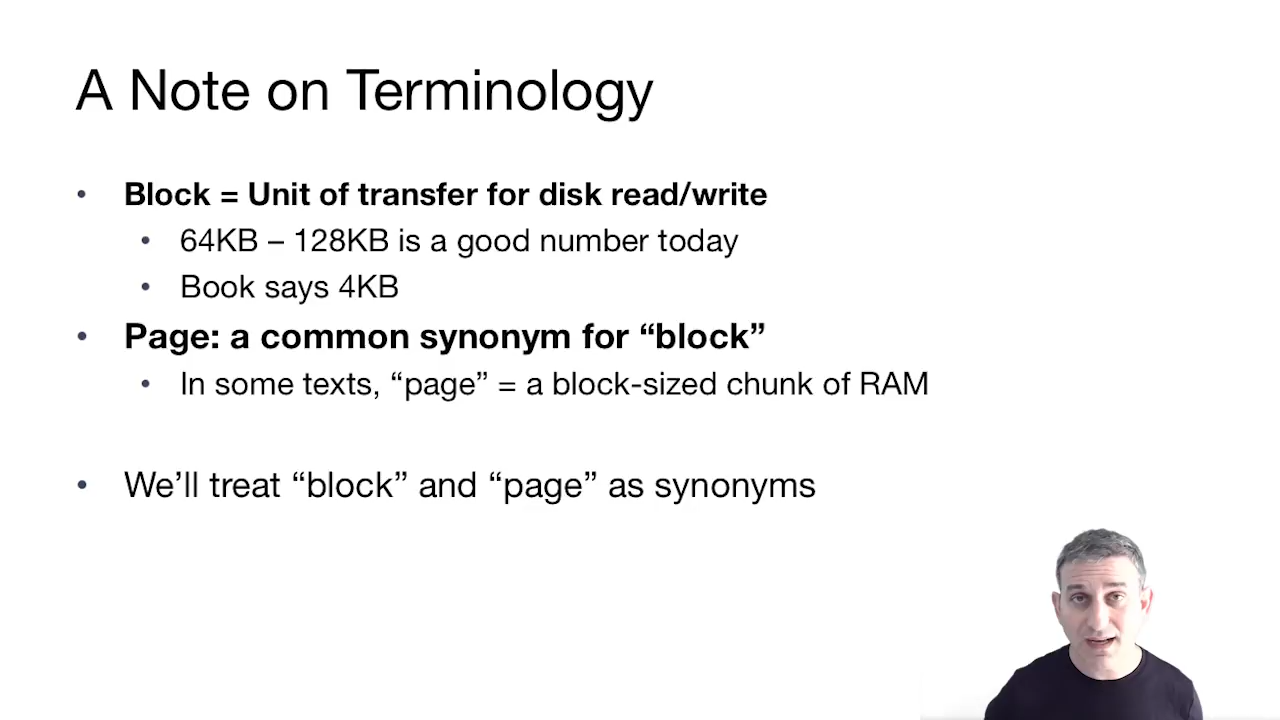 A Note on Terminology
• Block = Unit of transfer for disk read/write
• 64KB – 128KB is a good number today
• Book says 4KB
• Page: a common synonym for “block”
• In some texts, “page” = a block-sized chunk of RAM
• We’ll treat “block” and “page” as synonyms